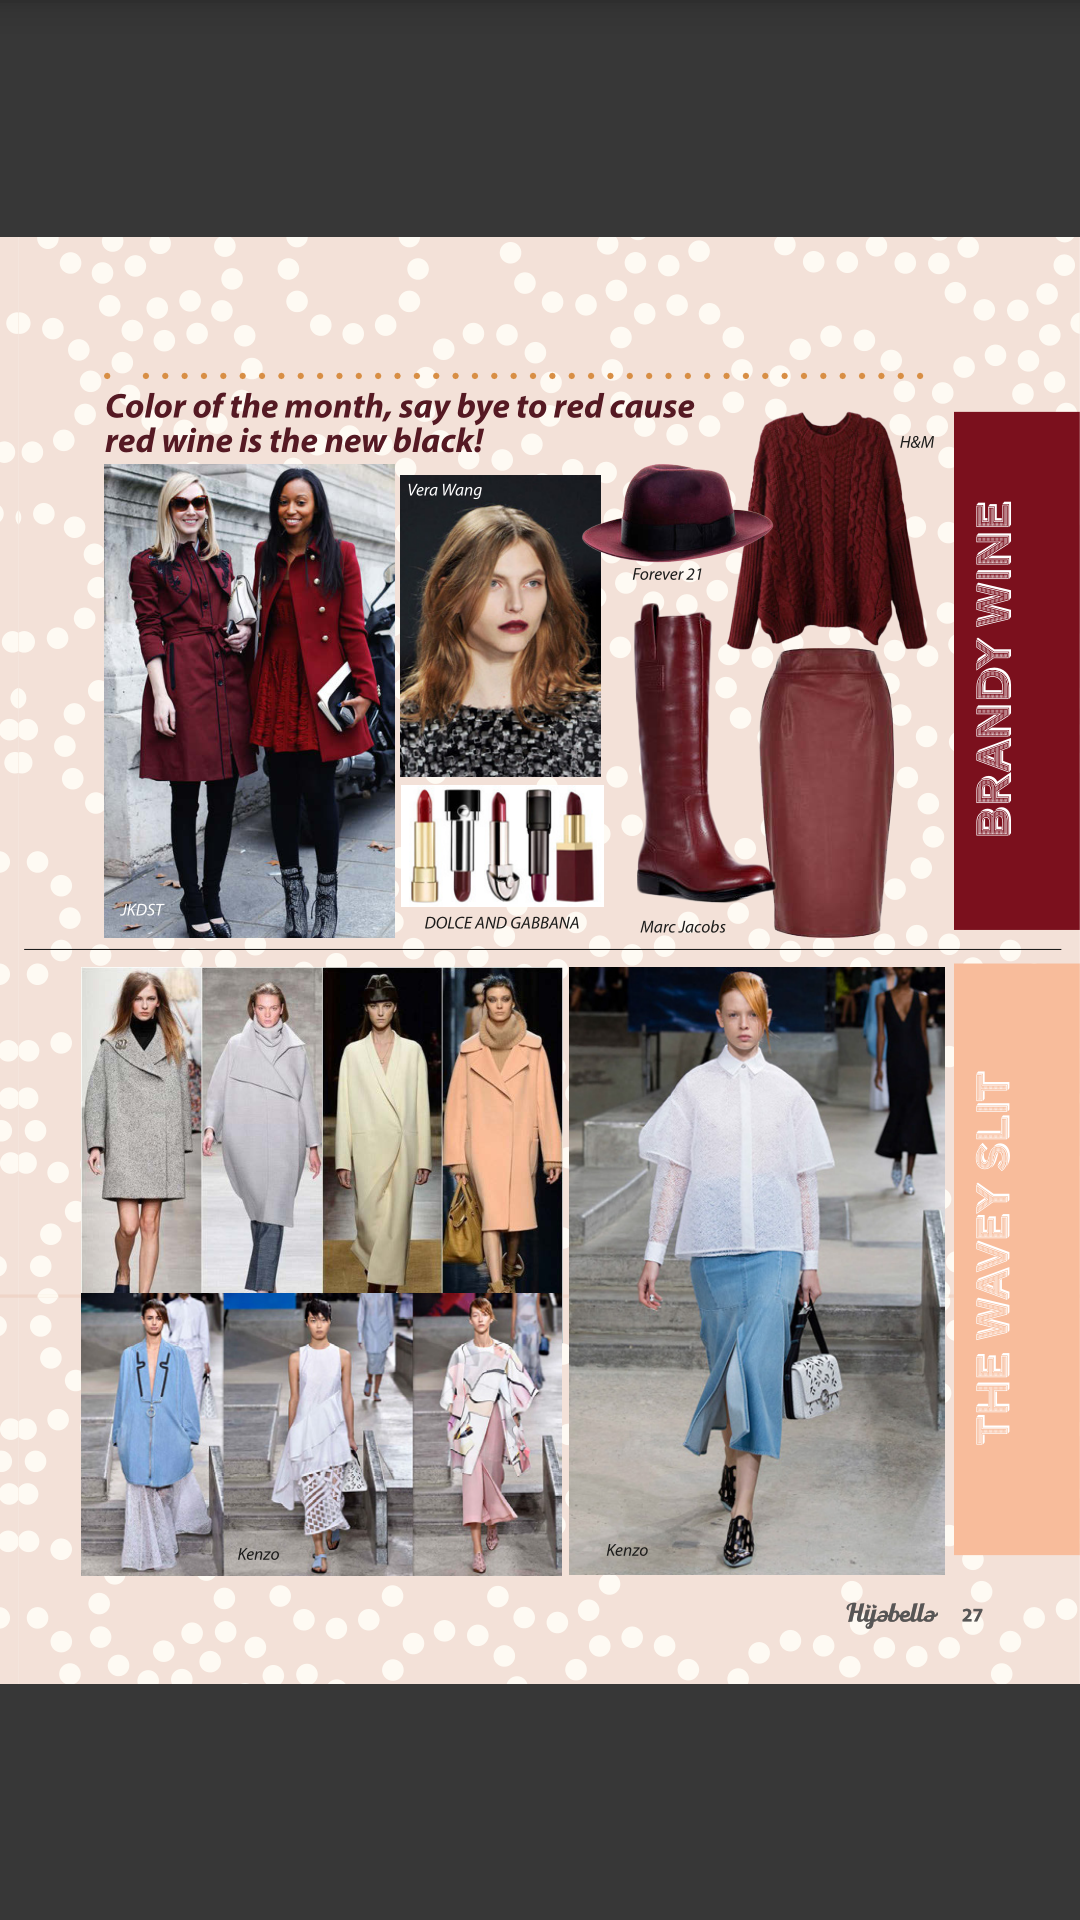 Color of the month, say bye to red cause
red wine is the new black!
H&M
Vera Wang
Forever 21
BRANDY WINE
JKDST
DOLCE AND GABBANA
Marc Jacobs
THE WAVEY SLIT
Kenzo
Kenzo
Hijabella 27